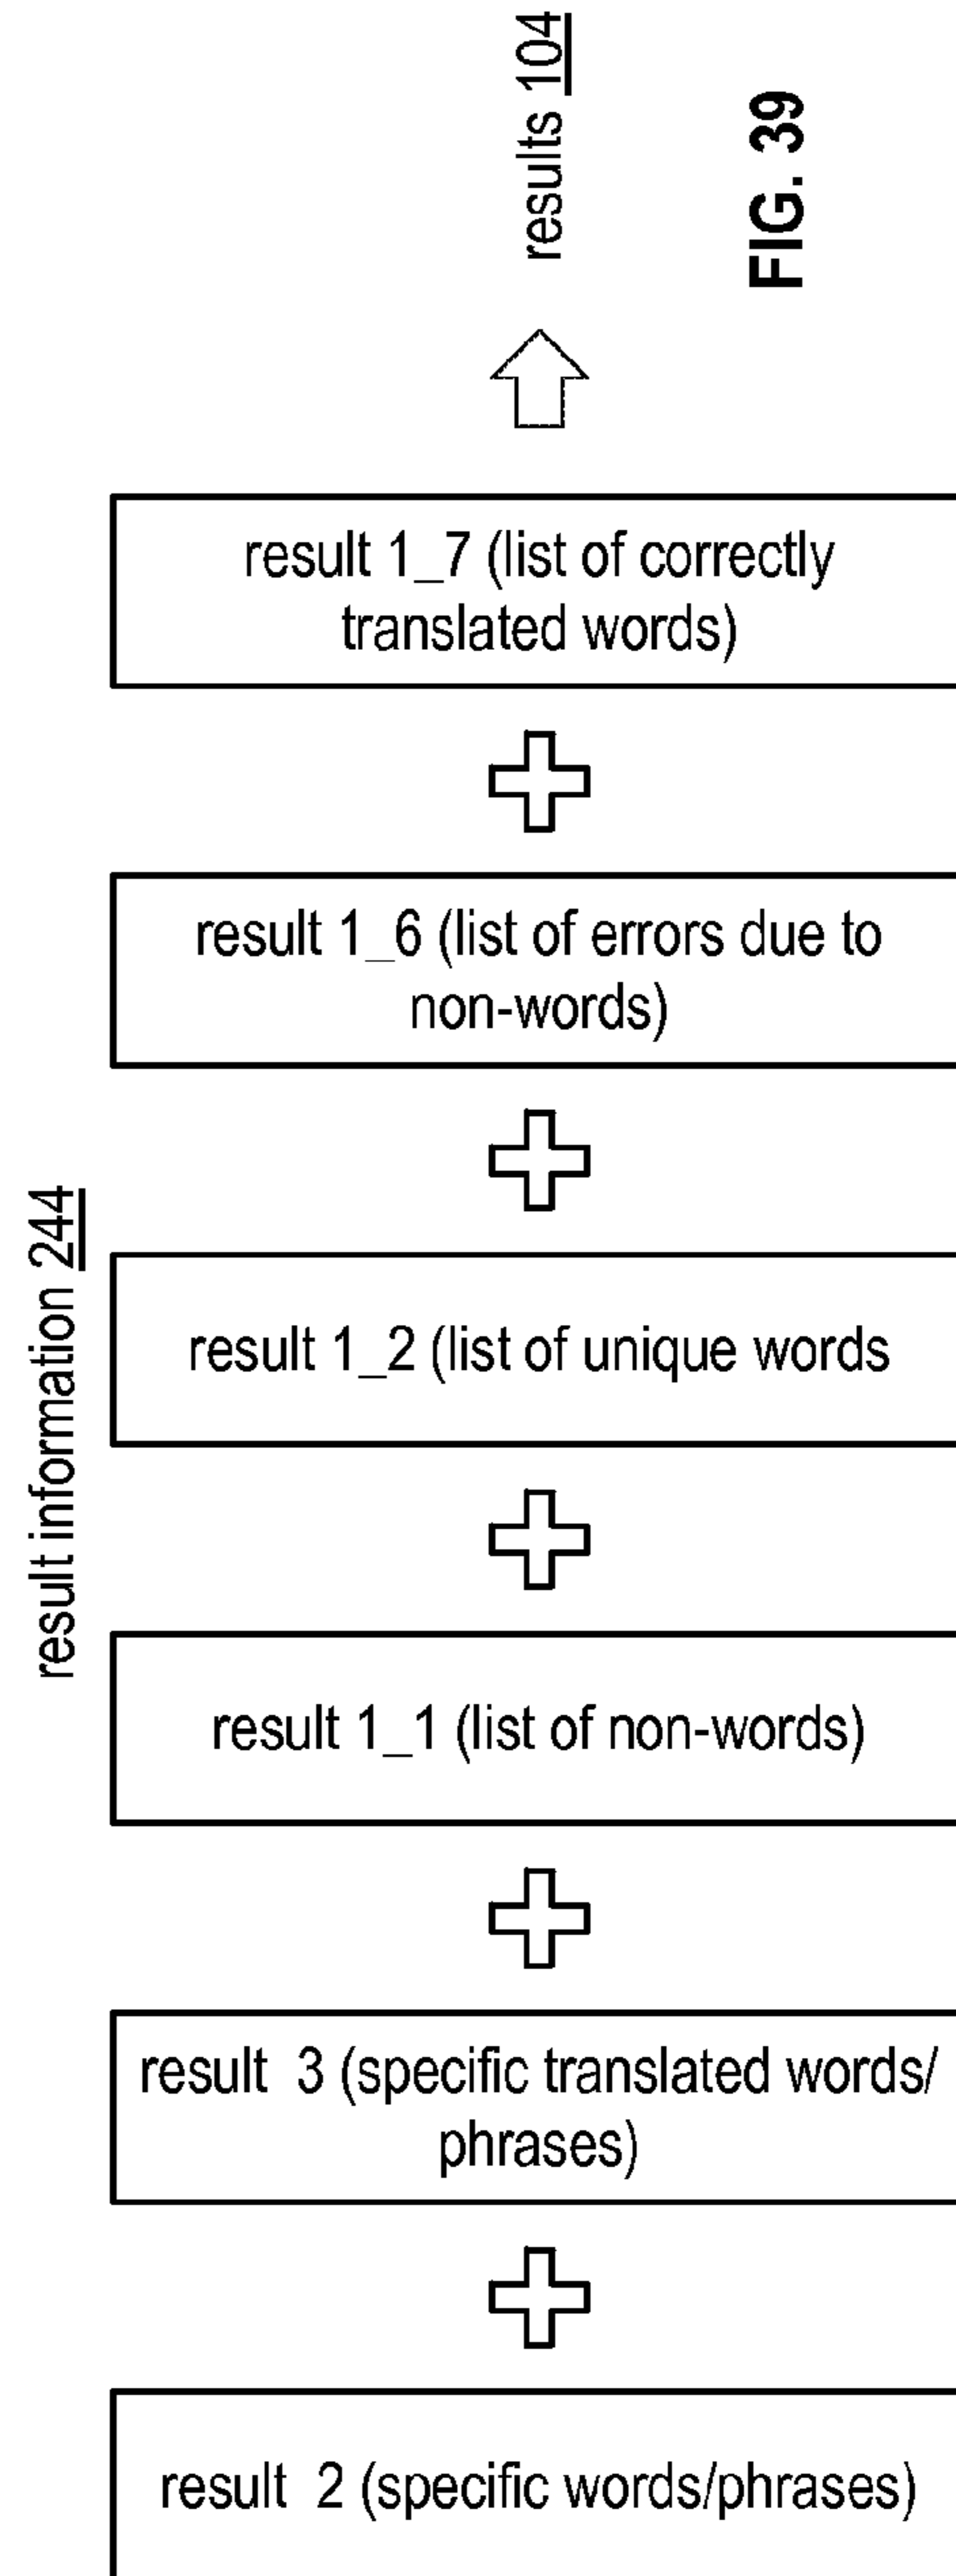 results 104
FIG. 39
result 1_7 (list of correctly
translated words)
result 1_6 (list of errors due to
non-words)
result information 244
result 1_2 (list of unique words
result 1_1 (list of non-words)
result 3 (specific translated words/
phrases)
result 2 (specific words/phrases)